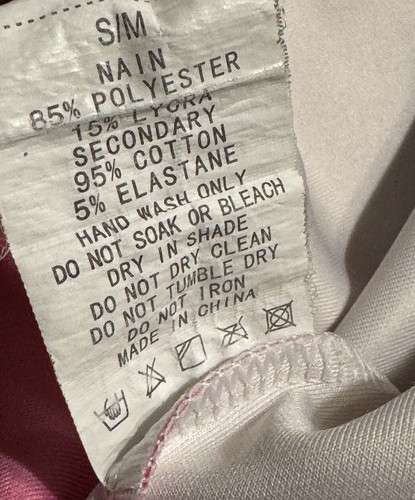 S/M
NAIN
85% POLYESTER
15% LYCRA
SECONDARY
95% COTTON
5% ELASTANE
HAND WASH ONLY
DO NOT SOAK OR BLEACH
DRY IN SHADE
DO NOT DRY CLEAN
DO NOT TUMBLE DRY
DO NOT IRON
MADE IN CHINA